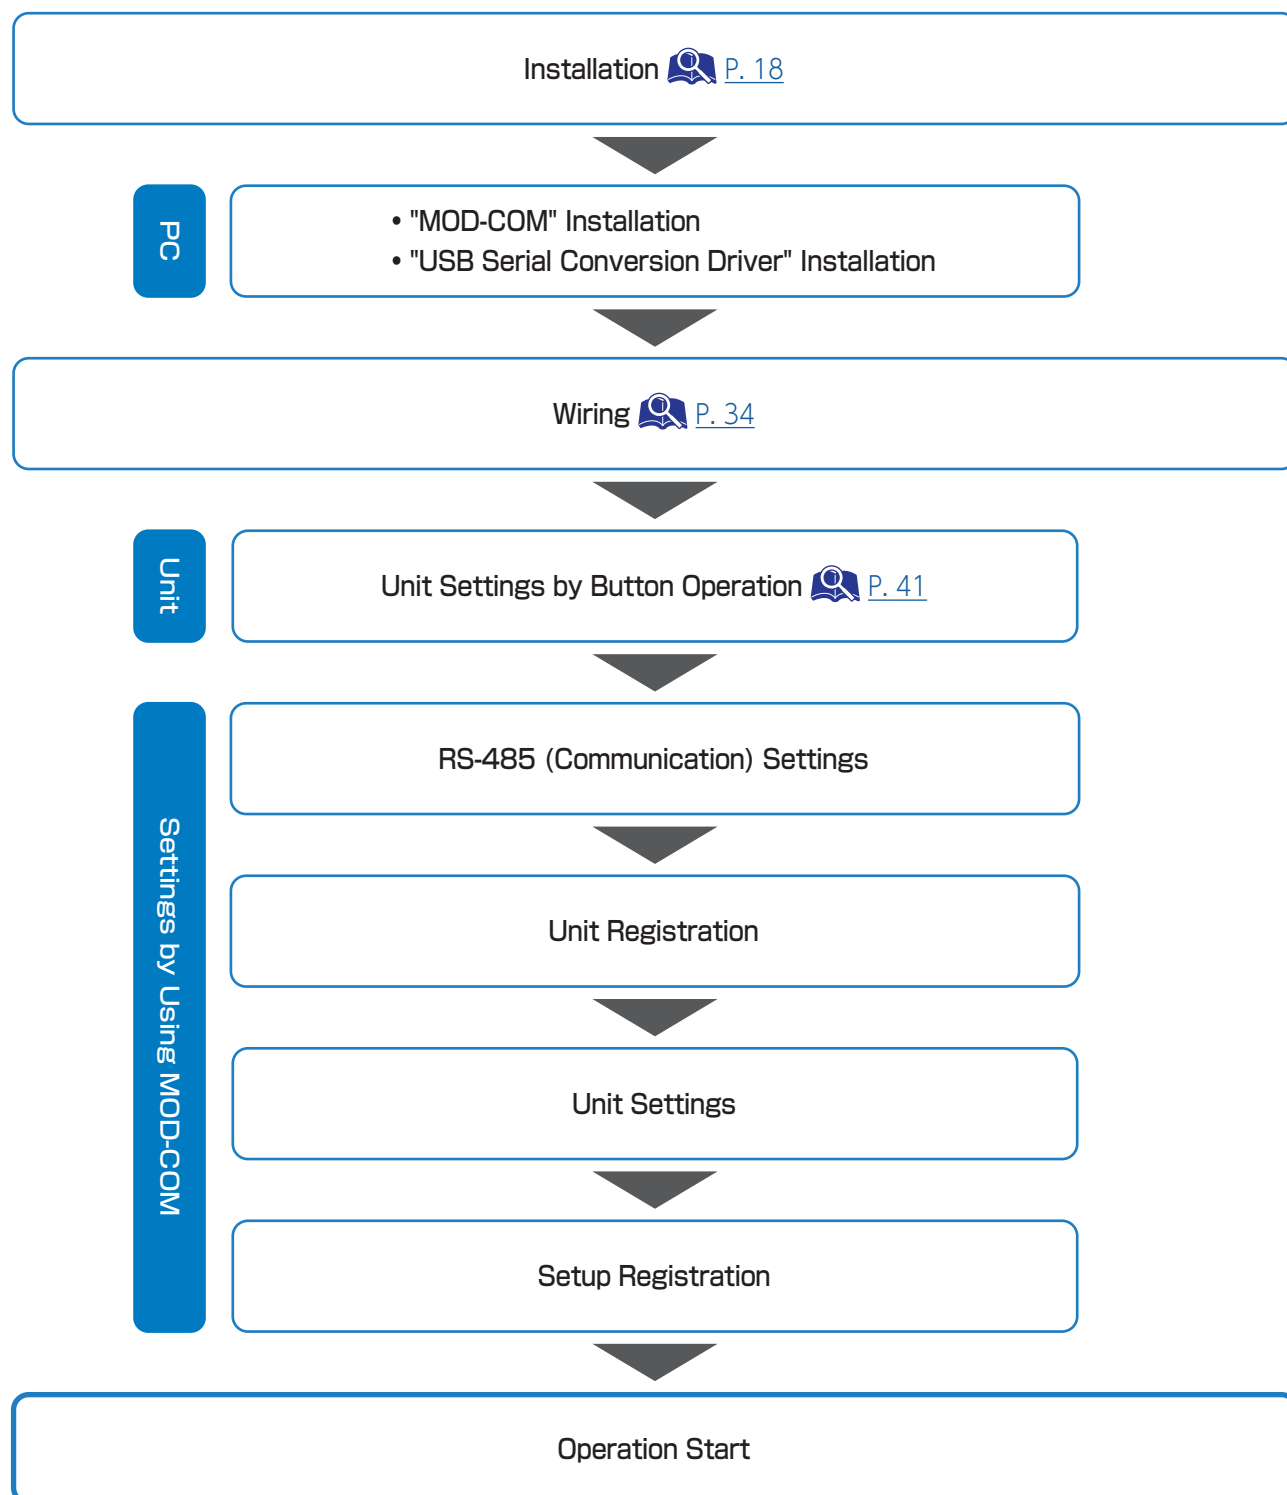 Installation P. 18
PC
• "MOD-COM" Installation
• "USB Serial Conversion Driver" Installation
Wiring P. 34
Unit
Unit Settings by Button Operation P. 41
Settings by Using MOD-COM
RS-485 (Communication) Settings
Unit Registration
Unit Settings
Setup Registration
Operation Start